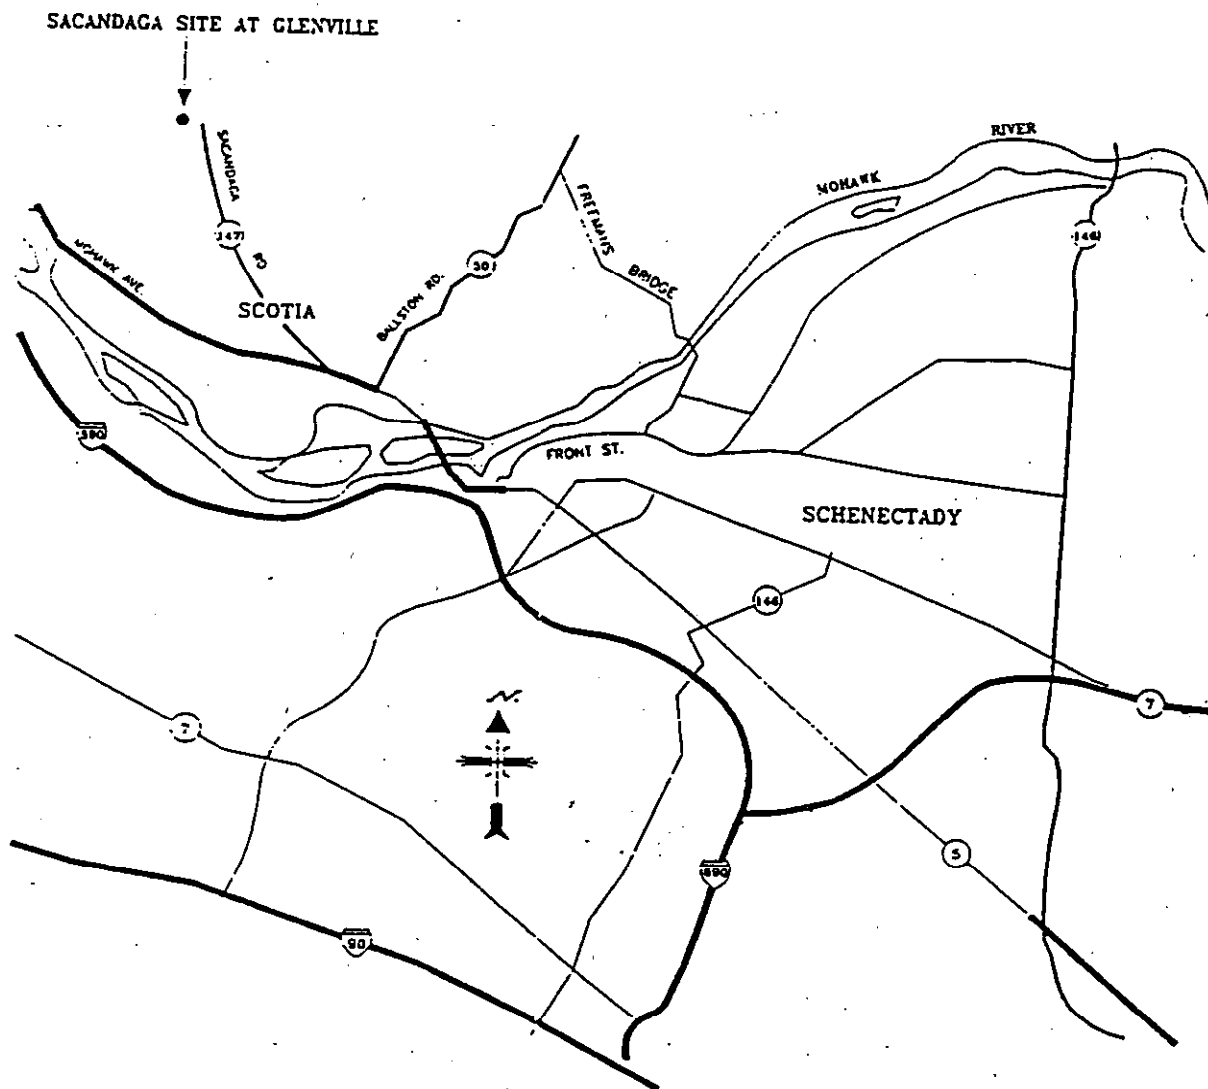 SACANDAGA SITE AT GLENVILLE
SACANDAGA
RD
147
RIVER
MOHAWK
FREEMANS
BRIDGE
146
MOHAWK AVE.
50
BALLSTON RD.
SCOTIA
890
FRONT ST.
SCHENECTADY
146
N.
7
7
5
890
90